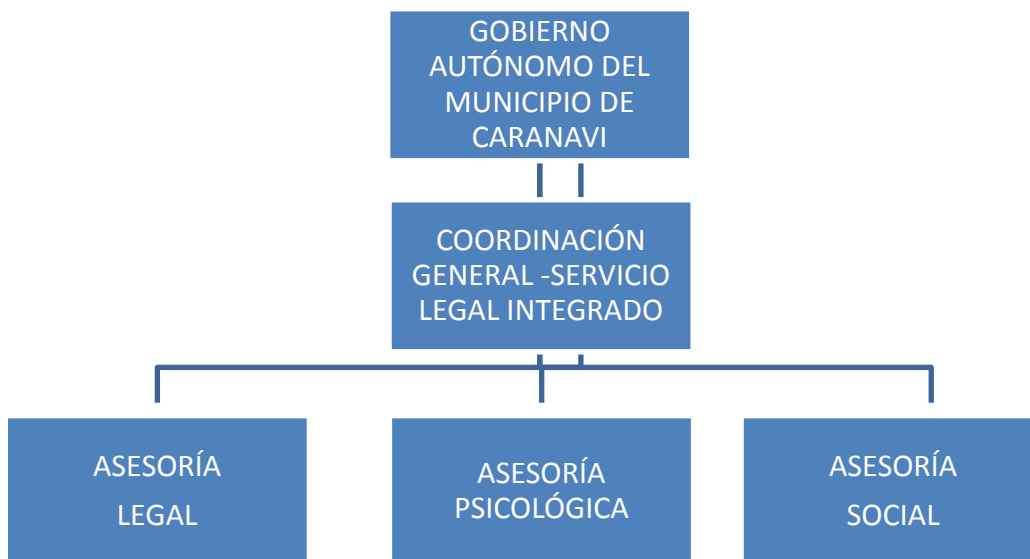 GOBIERNO
AUTÓNOMO DEL
MUNICIPIO DE
CARANAVI
COORDINACIÓN
GENERAL -SERVICIO
LEGAL INTEGRADO
ASESORÍA
LEGAL
ASESORÍA
PSICOLÓGICA
ASESORÍA
SOCIAL